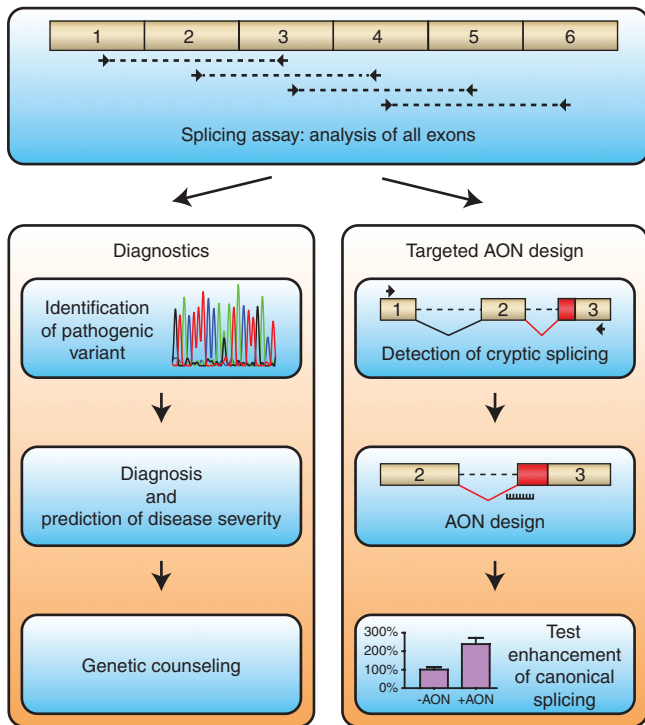 1 2 3 4 5 6
Splicing assay: analysis of all exons
Diagnostics
Identification
of pathogenic
variant
Diagnosis
and
prediction of disease severity
Genetic counseling
Targeted AON design
1 2 3
Detection of cryptic splicing
2 3
AON design
300%
200%
100%
0%
-AON +AON
Test
enhancement
of canonical
splicing